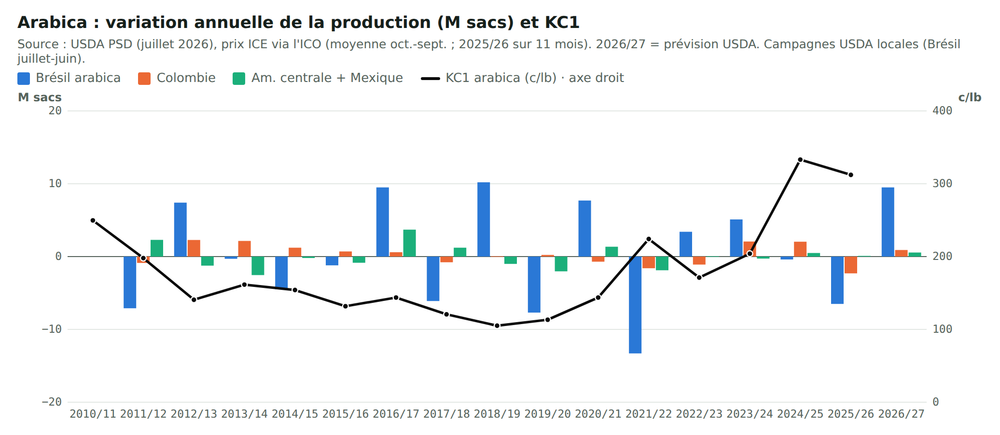 Arabica : variation annuelle de la production (M sacs) et KC1
Source : USDA PSD (juillet 2026), prix ICE via l'ICO (moyenne oct.-sept. ; 2025/26 sur 11 mois). 2026/27 = prévision USDA. Campagnes USDA locales (Brésil
juillet-juin).
Brésil arabica Colombie Am. centrale + Mexique KC1 arabica (c/lb) · axe droit
M sacs c/lb
20 400
10 300
0 200
−10 100
−20 0
2010/11 2011/12 2012/13 2013/14 2014/15 2015/16 2016/17 2017/18 2018/19 2019/20 2020/21 2021/22 2022/23 2023/24 2024/25 2025/26 2026/27